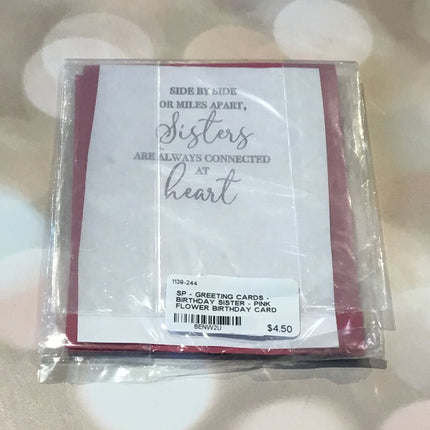 SIDE BY SIDE
OR MILES APART,
Sisters
ARE ALWAYS CONNECTED
AT
heart
1139-244
SP - GREETING CARDS -
BIRTHDAY SISTER - PINK
FLOWER BIRTHDAY CARD
BENW2U
$4.50